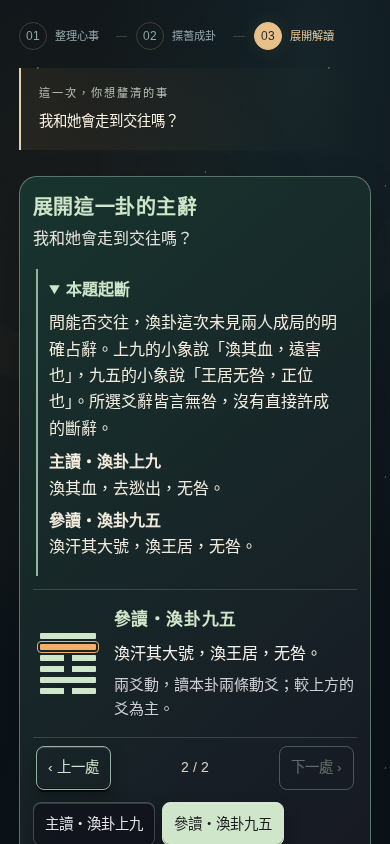 01 整理心事 02 揲蓍成卦 03 展開解讀
這一次，你想釐清的事
我和她會走到交往嗎？
展開這一卦的主辭
我和她會走到交往嗎？
▼ 本題起斷
問能否交往，渙卦這次未見兩人成局的明
確占辭。上九的小象說「渙其血，遠害
也」，九五的小象說「王居无咎，正位
也」。所選爻辭皆言無咎，沒有直接許成
的斷辭。
主讀・渙卦上九
渙其血，去逖出，无咎。
參讀・渙卦九五
渙汗其大號，渙王居，无咎。
參讀・渙卦九五
渙汗其大號，渙王居，无咎。
兩爻動，讀本卦兩條動爻；較上方的
爻為主。
‹ 上一處 2 / 2 下一處 ›
主讀・渙卦上九 參讀・渙卦九五